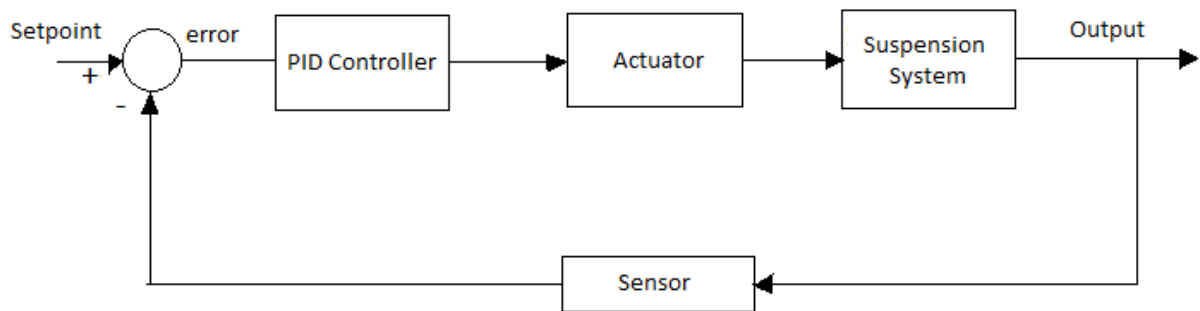 Setpoint
error
Output
+
-
PID Controller
Actuator
Suspension
System
Sensor